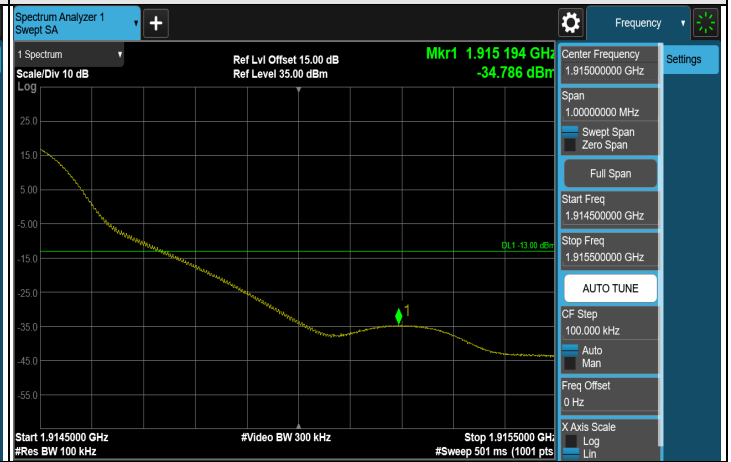 Spectrum Analyzer 1
Swept SA
+
Frequency
1 Spectrum
Scale/Div 10 dB
Log
Ref Lvl Offset 15.00 dB
Ref Level 35.00 dBm
Mkr1 1.915 194 GHz
-34.786 dBm
25.0
15.0
5.00
-5.00
-15.0
-25.0
-35.0
-45.0
-55.0
DL1 -13.00 dBm
1
Start 1.9145000 GHz
#Res BW 100 kHz
#Video BW 300 kHz
Stop 1.9155000 GHz
#Sweep 501 ms (1001 pts
Center Frequency
1.915000000 GHz
Settings
Span
1.00000000 MHz
Swept Span
Zero Span
Full Span
Start Freq
1.914500000 GHz
Stop Freq
1.915500000 GHz
AUTO TUNE
CF Step
100.000 kHz
Auto
Man
Freq Offset
0 Hz
X Axis Scale
Log
Lin